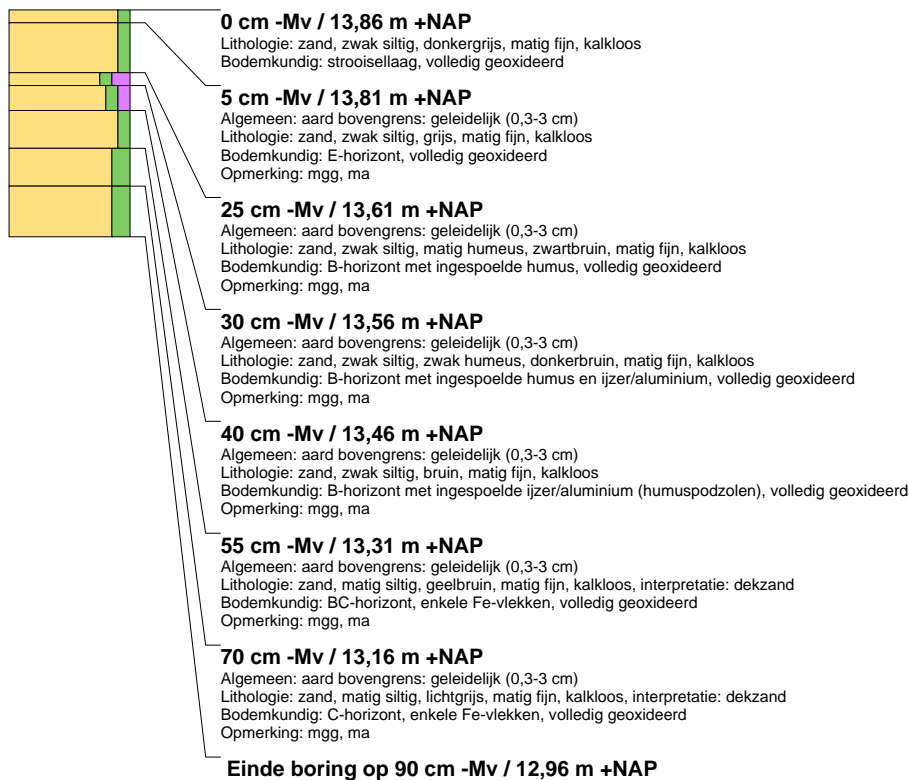 0 cm -Mv / 13,86 m +NAP
Lithologie: zand, zwak siltig, donkergrijs, matig fijn, kalkloos
Bodemkundig: strooisellaag, volledig geoxideerd
5 cm -Mv / 13,81 m +NAP
Algemeen: aard bovengrens: geleidelijk (0,3-3 cm)
Lithologie: zand, zwak siltig, grijs, matig fijn, kalkloos
Bodemkundig: E-horizont, volledig geoxideerd
Opmerking: mgg, ma
25 cm -Mv / 13,61 m +NAP
Algemeen: aard bovengrens: geleidelijk (0,3-3 cm)
Lithologie: zand, zwak siltig, matig humeus, zwartbruin, matig fijn, kalkloos
Bodemkundig: B-horizont met ingespoelde humus, volledig geoxideerd
Opmerking: mgg, ma
30 cm -Mv / 13,56 m +NAP
Algemeen: aard bovengrens: geleidelijk (0,3-3 cm)
Lithologie: zand, zwak siltig, zwak humeus, donkerbruin, matig fijn, kalkloos
Bodemkundig: B-horizont met ingespoelde humus en ijzer/aluminium, volledig geoxideerd
Opmerking: mgg, ma
40 cm -Mv / 13,46 m +NAP
Algemeen: aard bovengrens: geleidelijk (0,3-3 cm)
Lithologie: zand, zwak siltig, bruin, matig fijn, kalkloos
Bodemkundig: B-horizont met ingespoelde ijzer/aluminium (humuspodzolen), volledig geoxideerd
Opmerking: mgg, ma
55 cm -Mv / 13,31 m +NAP
Algemeen: aard bovengrens: geleidelijk (0,3-3 cm)
Lithologie: zand, matig siltig, geelbruin, matig fijn, kalkloos, interpretatie: dekzand
Bodemkundig: BC-horizont, enkele Fe-vlekken, volledig geoxideerd
Opmerking: mgg, ma
70 cm -Mv / 13,16 m +NAP
Algemeen: aard bovengrens: geleidelijk (0,3-3 cm)
Lithologie: zand, matig siltig, lichtgrijs, matig fijn, kalkloos, interpretatie: dekzand
Bodemkundig: C-horizont, enkele Fe-vlekken, volledig geoxideerd
Opmerking: mgg, ma
Einde boring op 90 cm -Mv / 12,96 m +NAP